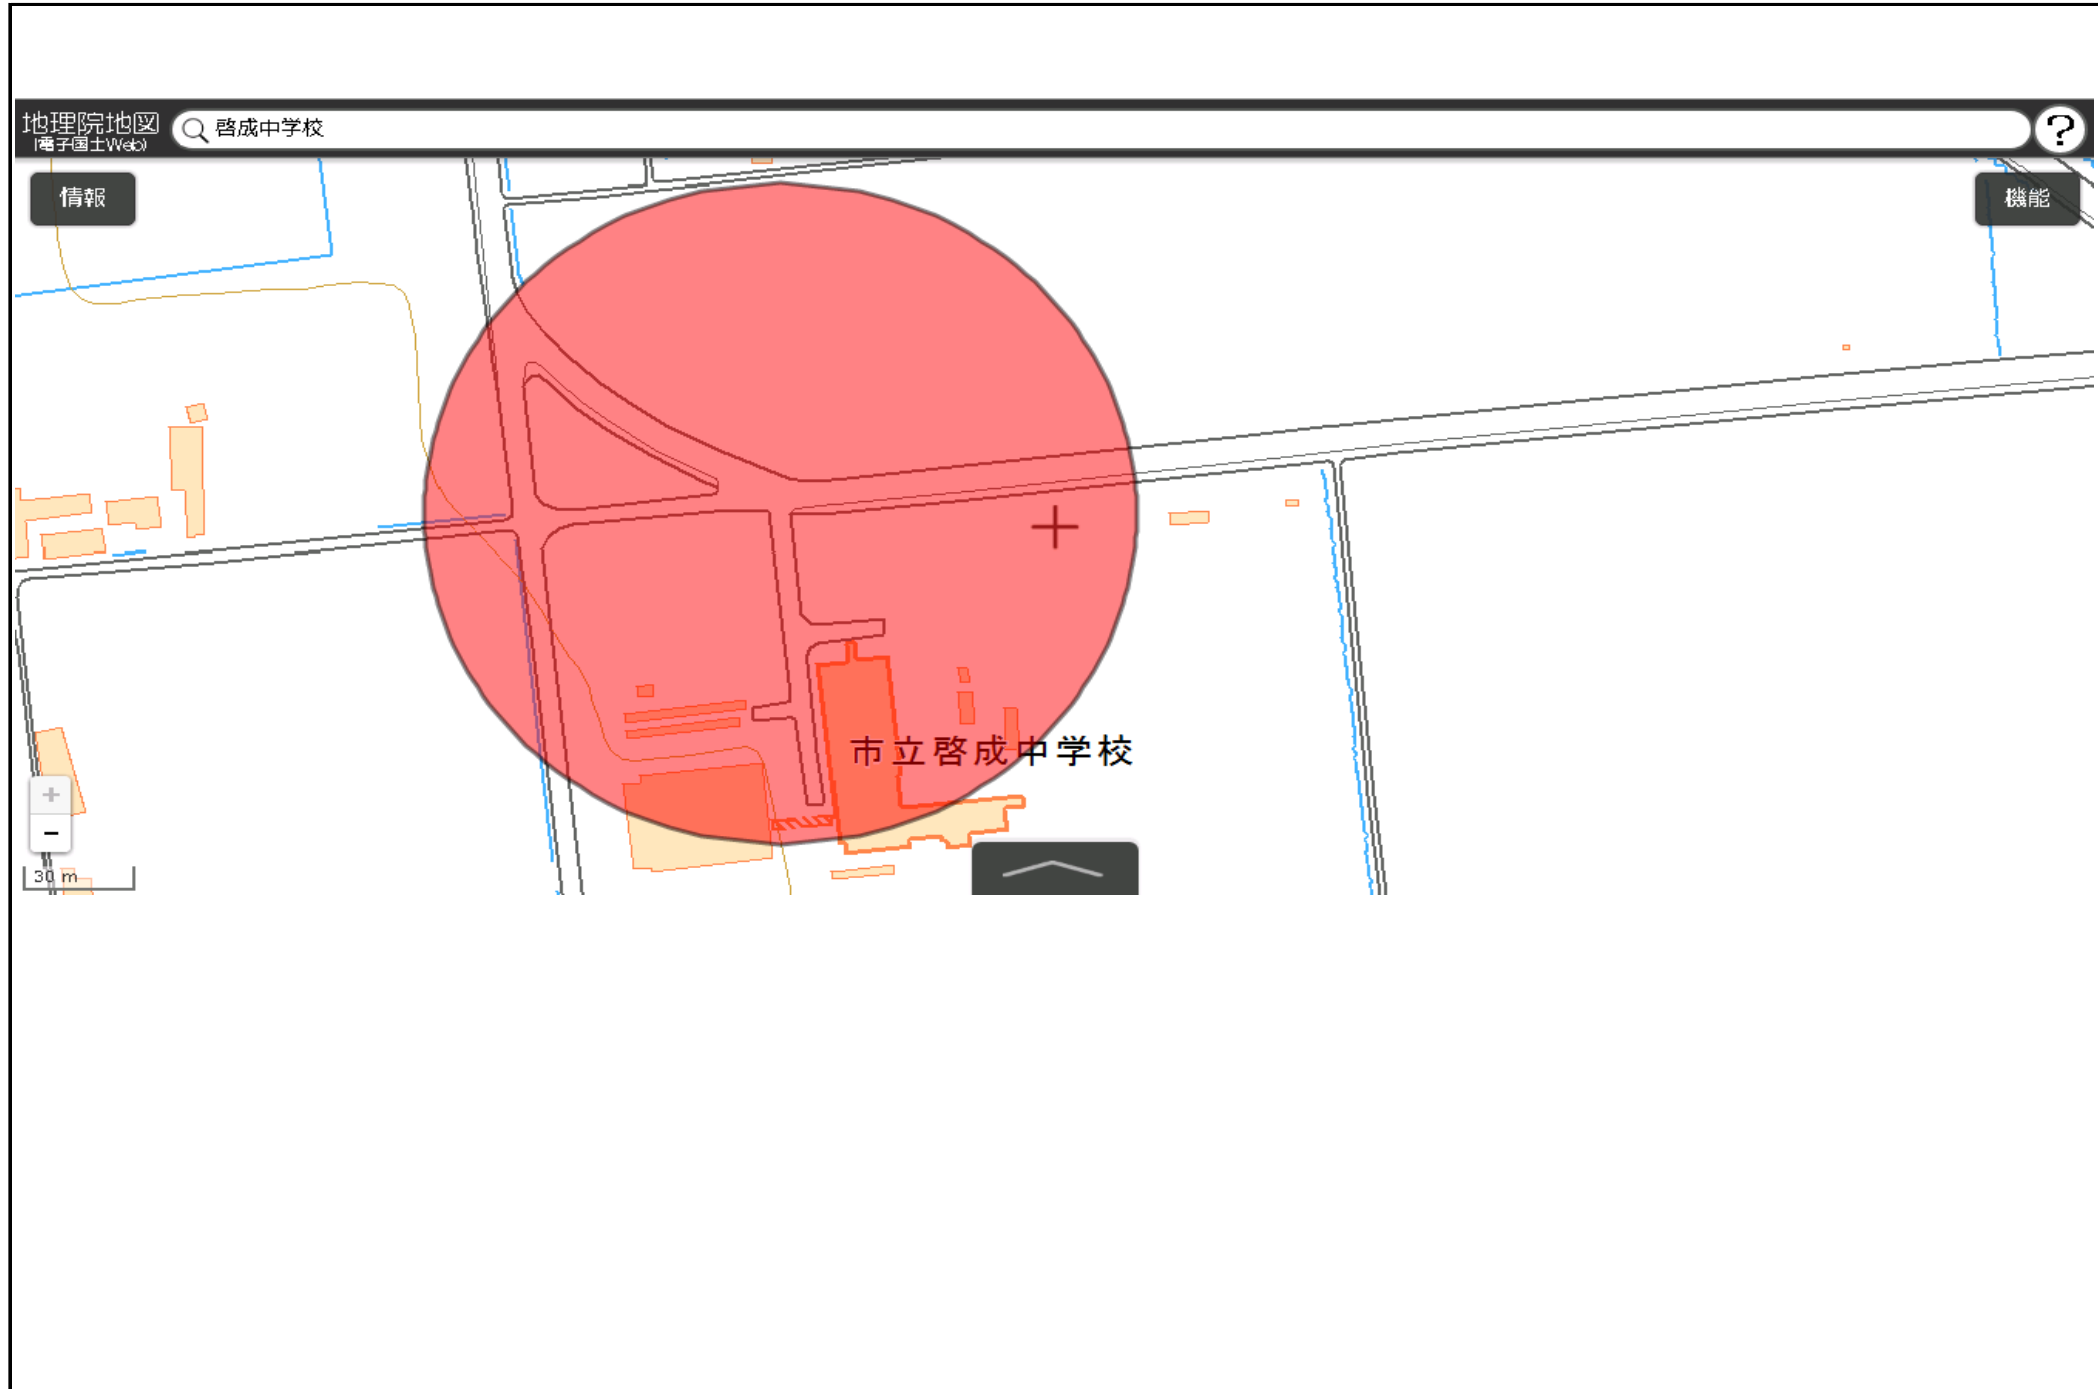 地理院地図
(電子国土Web)
啓成中学校
?
情報
機能
市立啓成中学校
+
-
30 m